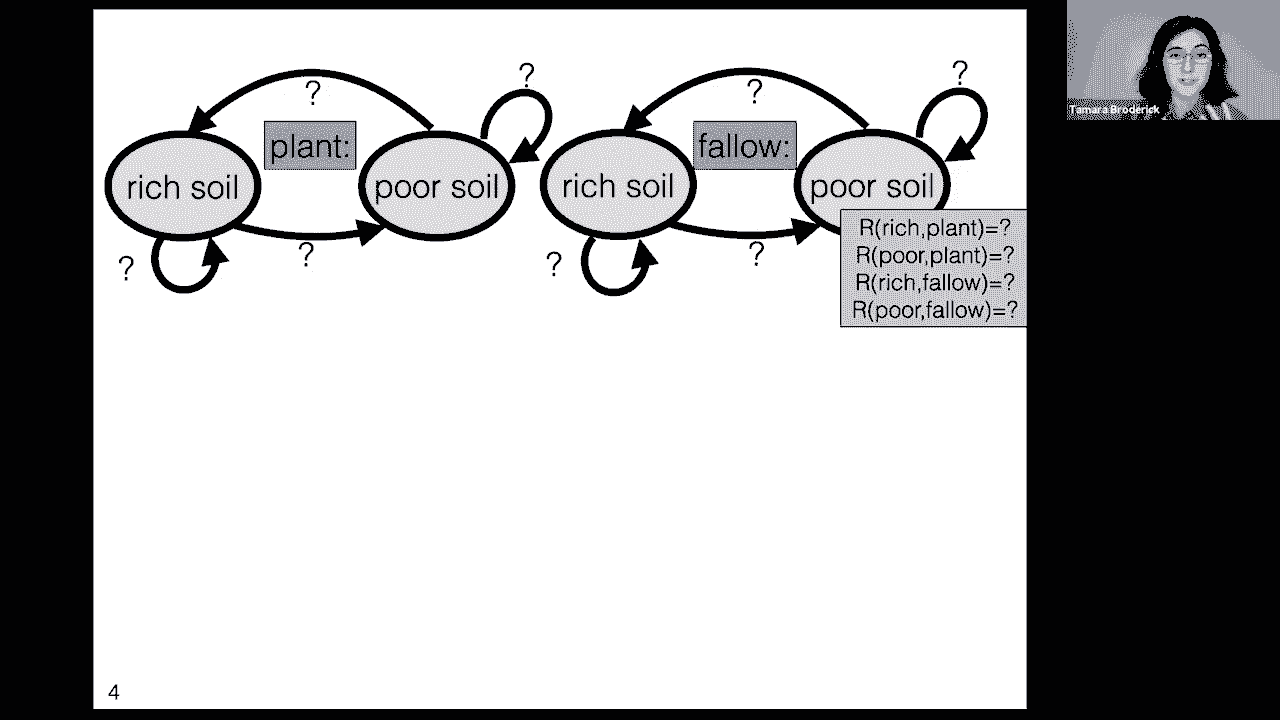 ?
?
?
?
plant:
fallow:
rich soil
poor soil
rich soil
poor soil
?
?
?
?
R(rich,plant)=?
R(poor,plant)=?
R(rich,fallow)=?
R(poor,fallow)=?
4
Tamara Broderick